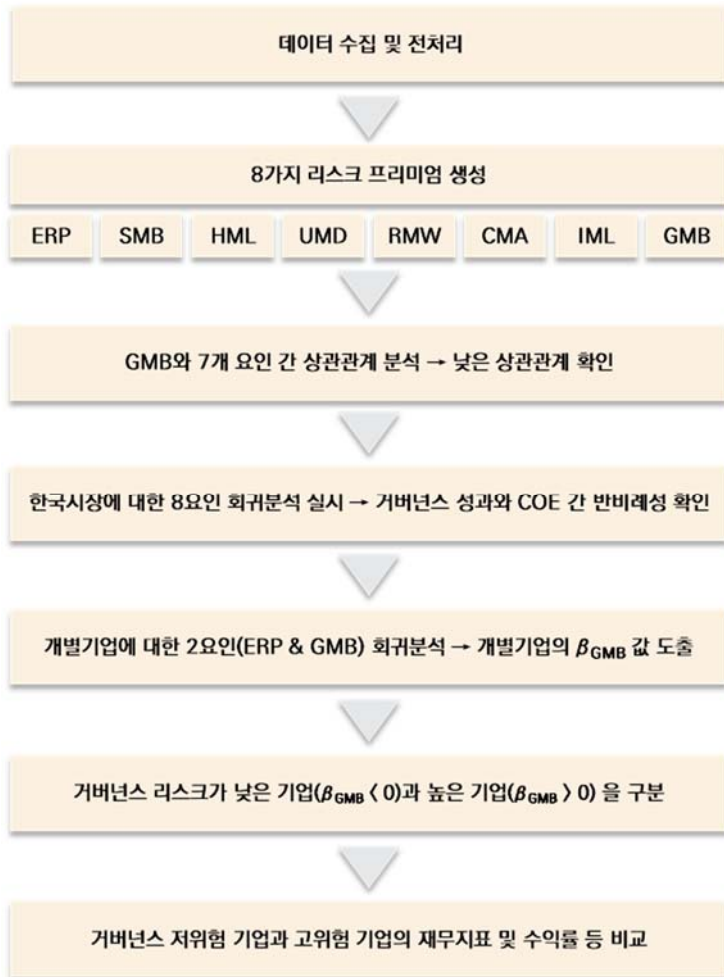 데이터 수집 및 전처리
8가지 리스크 프리미엄 생성
ERP SMB HML UMD RMW CMA IML GMB
GMB와 7개 요인 간 상관관계 분석 → 낮은 상관관계 확인
한국시장에 대한 8요인 회귀분석 실시 → 거버넌스 성과와 COE 간 반비례성 확인
개별기업에 대한 2요인(ERP & GMB) 회귀분석 → 개별기업의 βGMB 값 도출
거버넌스 리스크가 낮은 기업(βGMB < 0)과 높은 기업(βGMB > 0) 을 구분
거버넌스 저위험 기업과 고위험 기업의 재무지표 및 수익률 등 비교